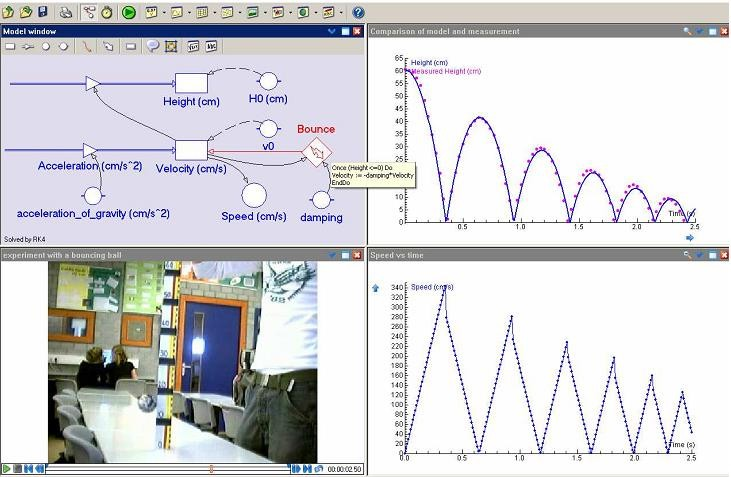 Model window
Height (cm)
H0 (cm)
Bounce
v0
Acceleration (cm/s^2)
Velocity (cm/s)
Once (Height<=0) Do
Velocity := -damping*Velocity
EndDo
acceleration_of_gravity (cm/s^2)
Speed (cm/s)
damping
Solved by RK4
Comparison of model and measurement
Height (cm)
Measured Height (cm)
65
60
55
50
45
40
35
30
25
20
15
10
5
0
0.0 0.5 1.0 1.5 2.0 2.5
Time (s)
experiment with a bouncing ball
00:00:02.50
Speed vs time
Speed (cm/s)
340
320
300
280
260
240
220
200
180
160
140
120
100
80
60
40
20
0
0.0 0.5 1.0 1.5 2.0 2.5
Time (s)